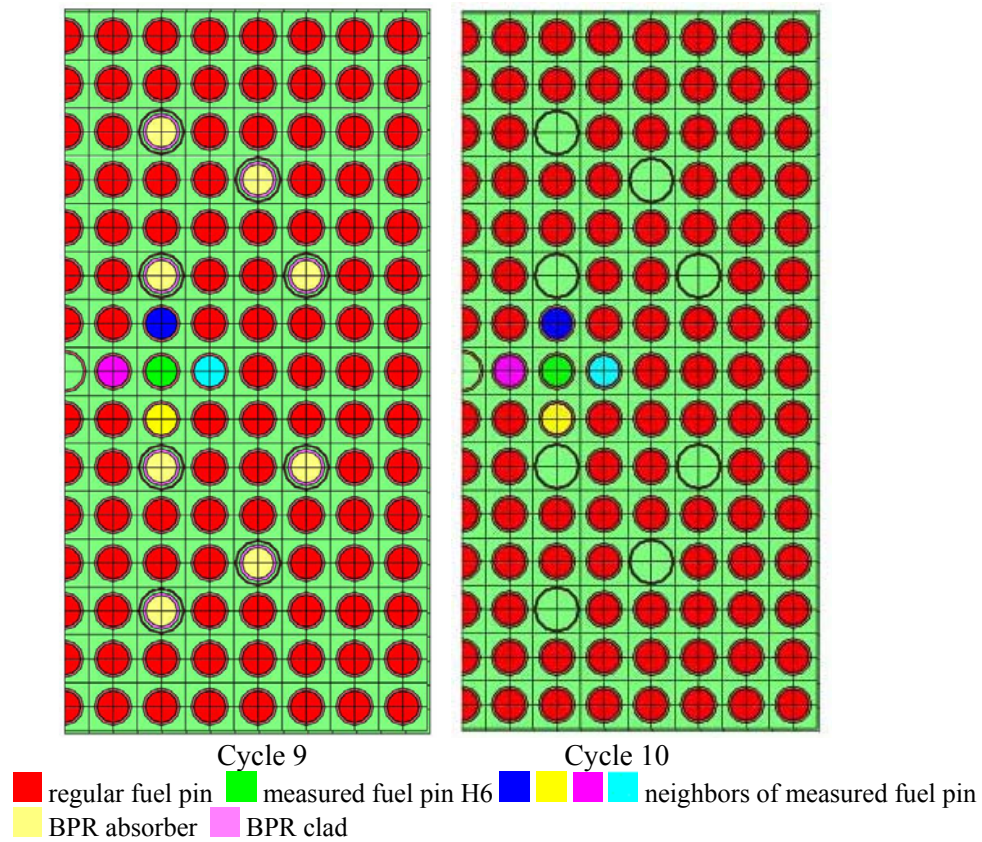 Cycle 9 Cycle 10
regular fuel pin measured fuel pin H6 neighbors of measured fuel pin
BPR absorber BPR clad